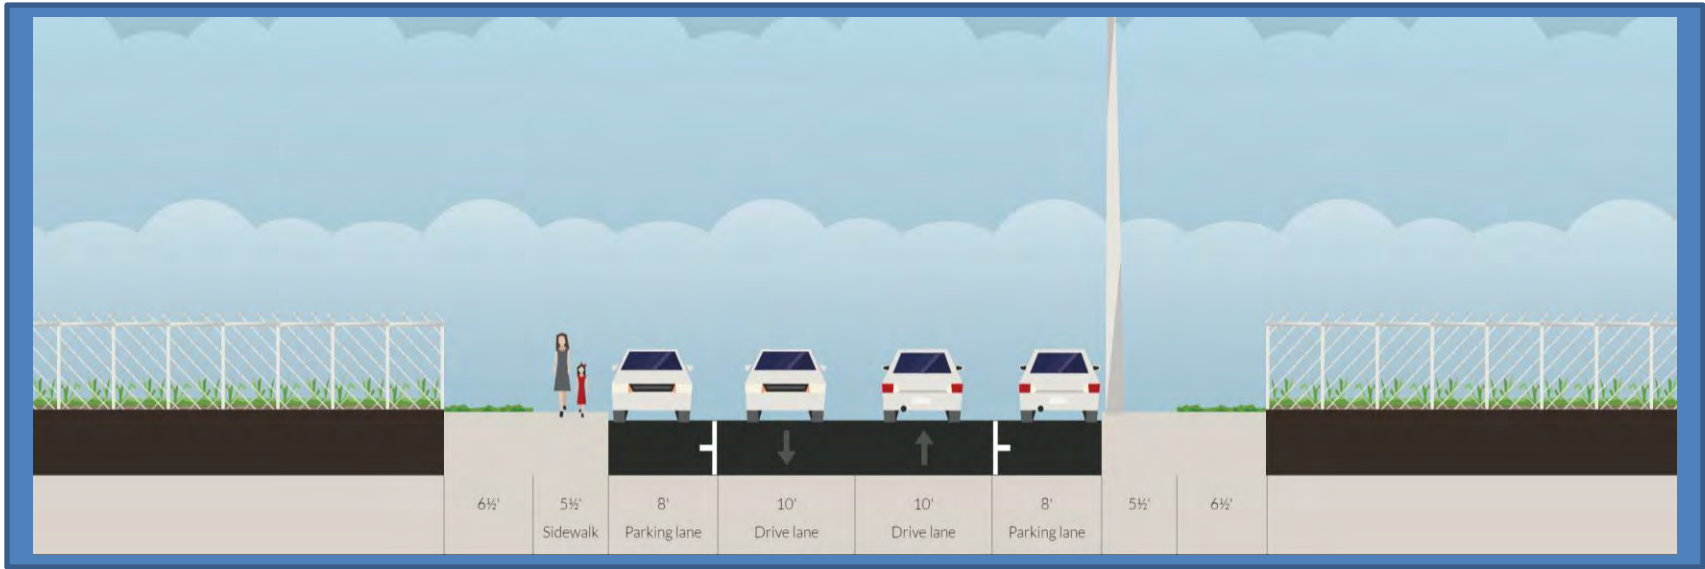 6½' 5½' 8' 10' 10' 8' 5½' 6½'
Sidewalk Parking lane Drive lane Drive lane Parking lane